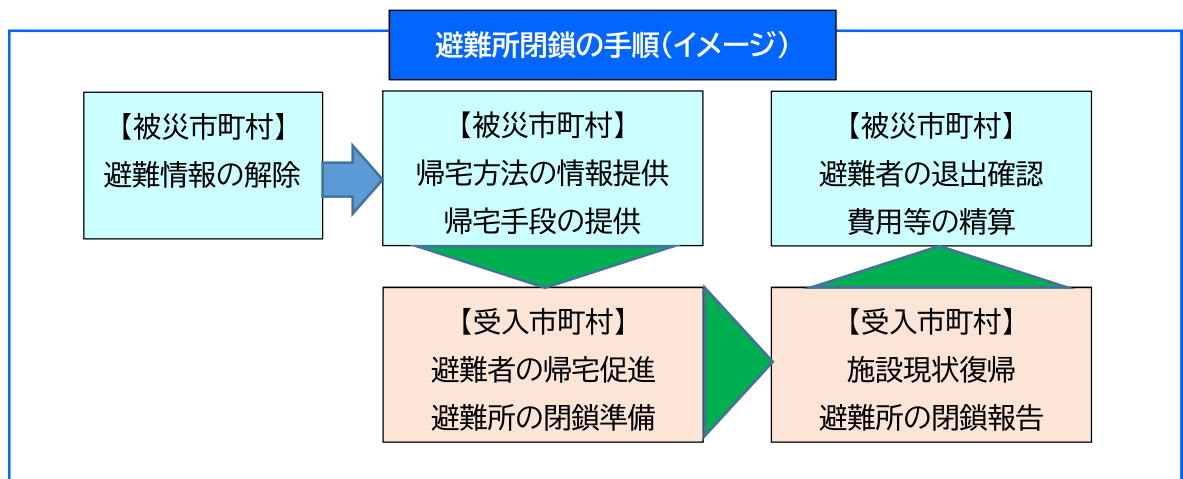 避難所閉鎖の手順(イメージ)
【被災市町村】
避難情報の解除
【被災市町村】
帰宅方法の情報提供
帰宅手段の提供
【受入市町村】
避難者の帰宅促進
避難所の閉鎖準備
【受入市町村】
施設現状復帰
避難所の閉鎖報告
【被災市町村】
避難者の退出確認
費用等の精算